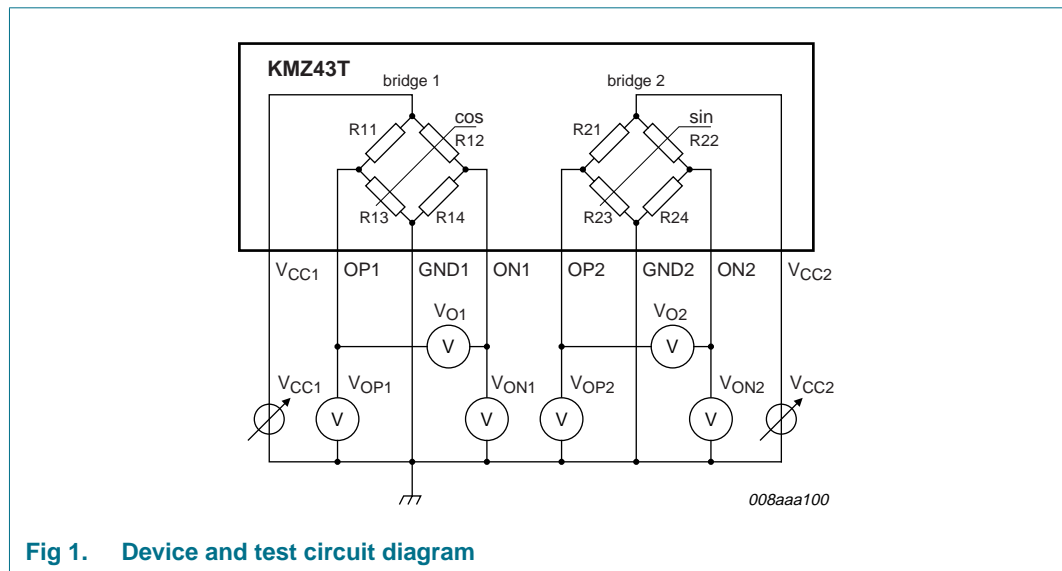 KMZ43T
bridge 1
bridge 2
cos
sin
R11
R12
R21
R22
R13
R14
R23
R24
VCC1
OP1
GND1
ON1
OP2
GND2
ON2
VCC2
VO1
VO2
V
V
VCC1
VOP1
VON1
VOP2
VON2
VCC2
V
V
V
V
008aaa100
Fig 1. Device and test circuit diagram